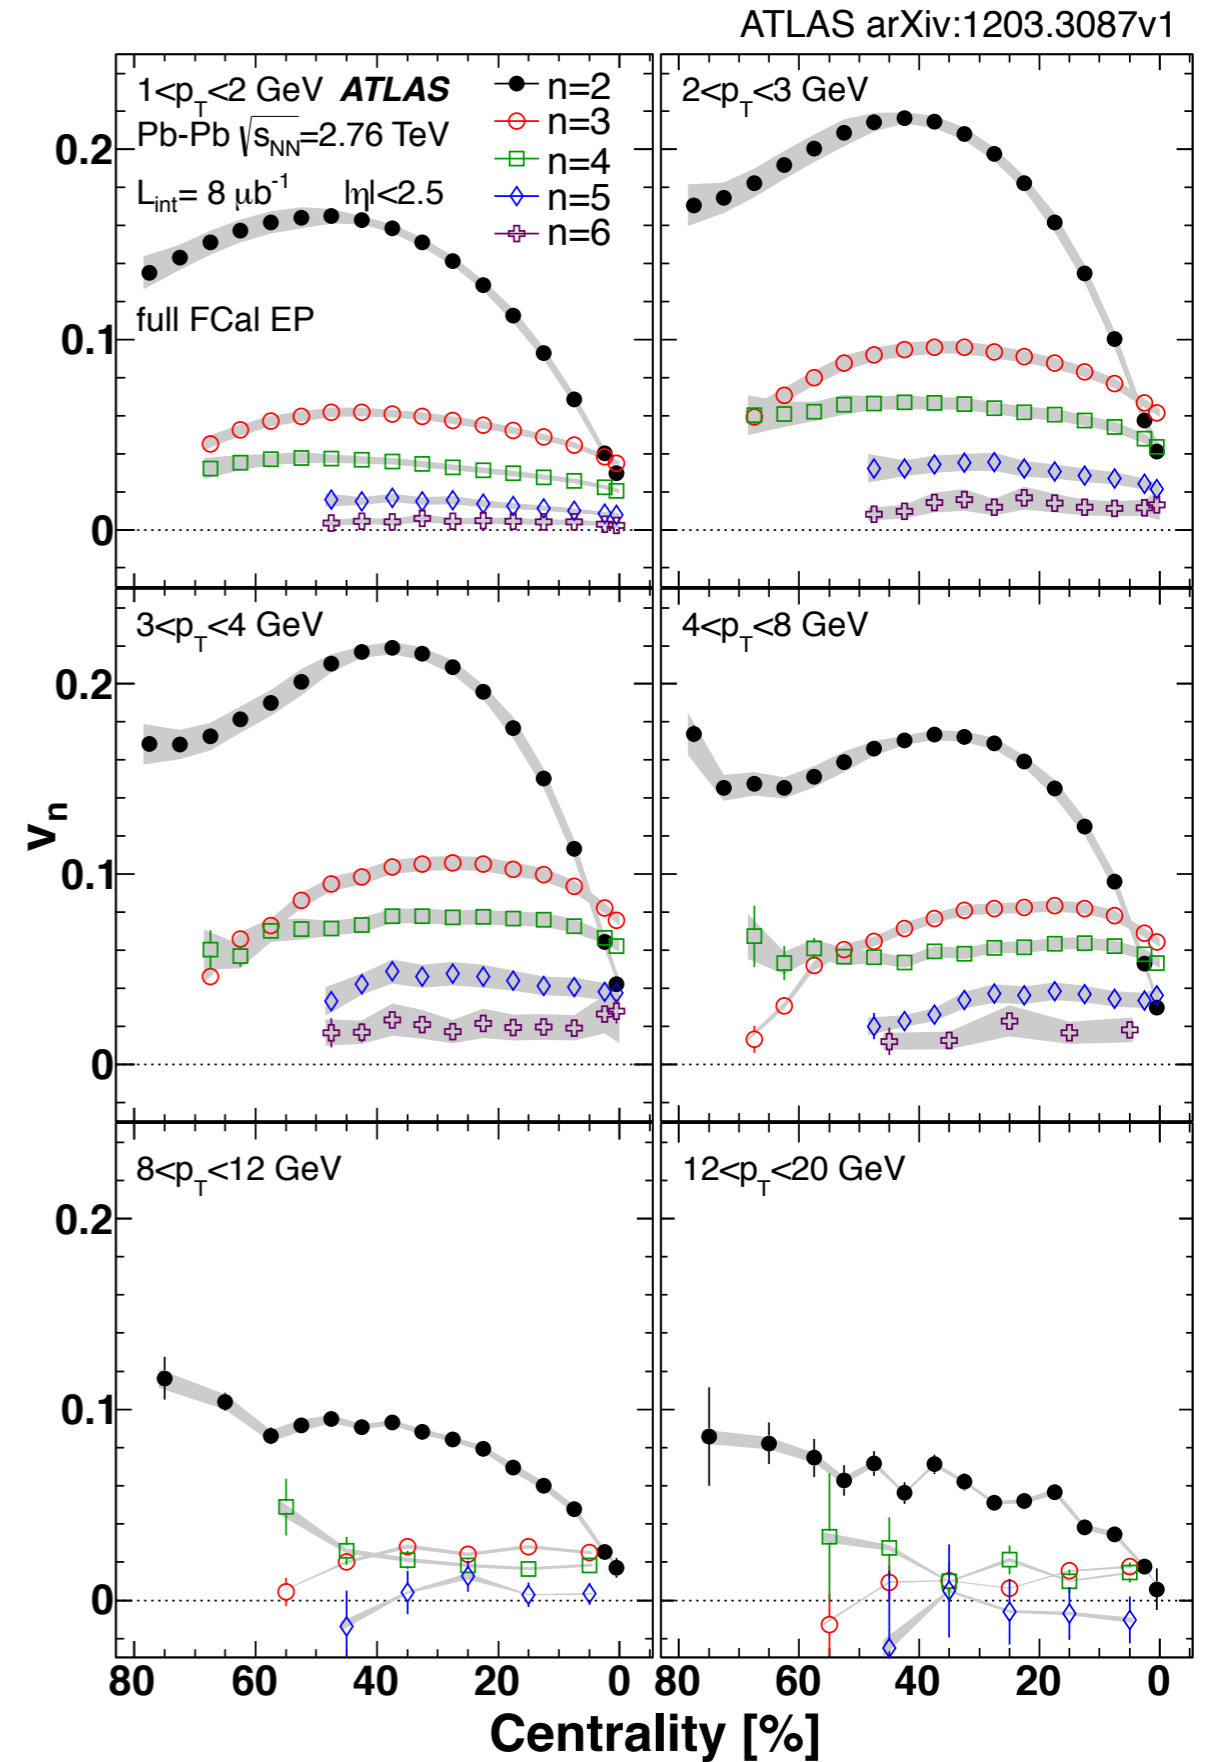 ATLAS arXiv:1203.3087v1
1<p_T<2 GeV ATLAS
Pb-Pb √s_NN=2.76 TeV
L_int= 8 μb^-1 |η|<2.5
full FCal EP
n=2
n=3
n=4
n=5
n=6
2<p_T<3 GeV
0.2
0.1
0
3<p_T<4 GeV
4<p_T<8 GeV
0.2
0.1
0
v_n
8<p_T<12 GeV
12<p_T<20 GeV
0.2
0.1
0
80 60 40 20 0 80 60 40 20 0
Centrality [%]